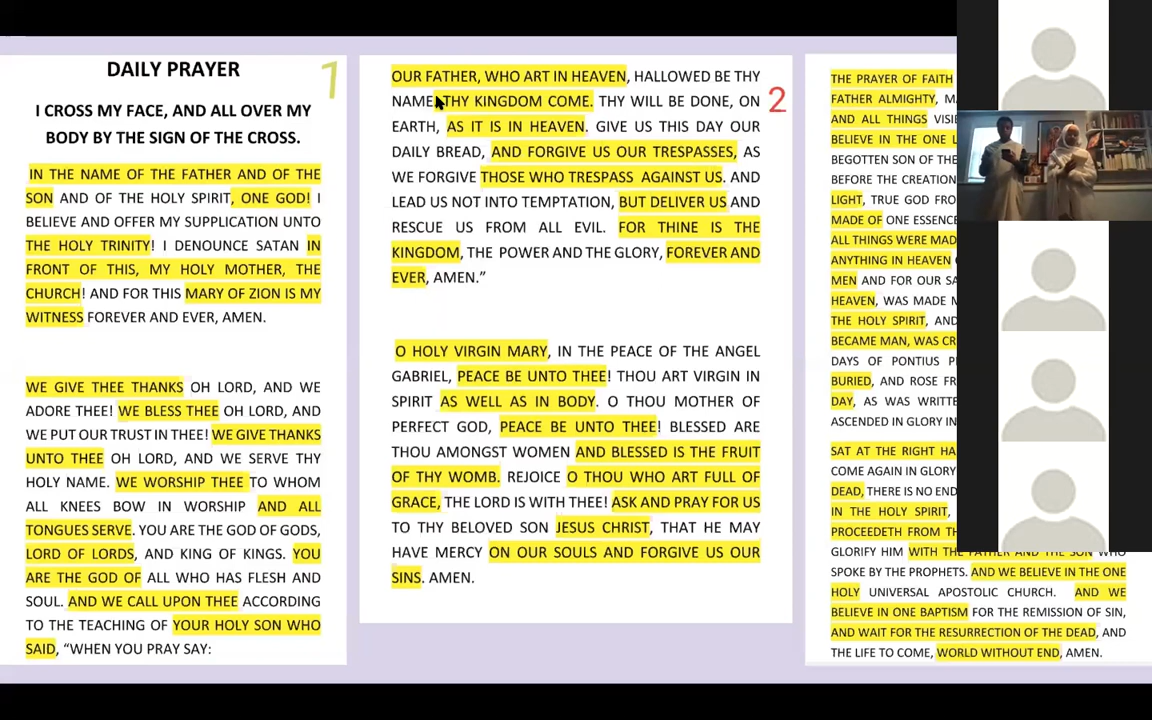 DAILY PRAYER
1
I CROSS MY FACE, AND ALL OVER MY
BODY BY THE SIGN OF THE CROSS.
IN THE NAME OF THE FATHER AND OF THE
SON AND OF THE HOLY SPIRIT, ONE GOD! I
BELIEVE AND OFFER MY SUPPLICATION UNTO
THE HOLY TRINITY! I DENOUNCE SATAN IN
FRONT OF THIS, MY HOLY MOTHER, THE
CHURCH! AND FOR THIS MARY OF ZION IS MY
WITNESS FOREVER AND EVER, AMEN.
WE GIVE THEE THANKS OH LORD, AND WE
ADORE THEE! WE BLESS THEE OH LORD, AND
WE PUT OUR TRUST IN THEE! WE GIVE THANKS
UNTO THEE OH LORD, AND WE SERVE THY
HOLY NAME. WE WORSHIP THEE TO WHOM
ALL KNEES BOW IN WORSHIP AND ALL
TONGUES SERVE. YOU ARE THE GOD OF GODS,
LORD OF LORDS, AND KING OF KINGS. YOU
ARE THE GOD OF ALL WHO HAS FLESH AND
SOUL. AND WE CALL UPON THEE ACCORDING
TO THE TEACHING OF YOUR HOLY SON WHO
SAID, “WHEN YOU PRAY SAY:
OUR FATHER, WHO ART IN HEAVEN, HALLOWED BE THY
NAME. THY KINGDOM COME. THY WILL BE DONE, ON
2
EARTH, AS IT IS IN HEAVEN. GIVE US THIS DAY OUR
DAILY BREAD, AND FORGIVE US OUR TRESPASSES, AS
WE FORGIVE THOSE WHO TRESPASS AGAINST US. AND
LEAD US NOT INTO TEMPTATION, BUT DELIVER US AND
RESCUE US FROM ALL EVIL. FOR THINE IS THE
KINGDOM, THE POWER AND THE GLORY, FOREVER AND
EVER, AMEN.”
O HOLY VIRGIN MARY, IN THE PEACE OF THE ANGEL
GABRIEL, PEACE BE UNTO THEE! THOU ART VIRGIN IN
SPIRIT AS WELL AS IN BODY. O THOU MOTHER OF
PERFECT GOD, PEACE BE UNTO THEE! BLESSED ARE
THOU AMONGST WOMEN AND BLESSED IS THE FRUIT
OF THY WOMB. REJOICE O THOU WHO ART FULL OF
GRACE, THE LORD IS WITH THEE! ASK AND PRAY FOR US
TO THY BELOVED SON JESUS CHRIST, THAT HE MAY
HAVE MERCY ON OUR SOULS AND FORGIVE US OUR
SINS. AMEN.
THE PRAYER OF FAITH
FATHER ALMIGHTY,
AND ALL THINGS
BELIEVE IN THE ONE
BEGOTTEN SON OF THE
BEFORE THE CREATION
LIGHT, TRUE GOD
MADE OF ONE ESSENCE
ALL THINGS WERE
ANYTHING IN HEAVEN
MEN AND FOR OUR
HEAVEN, WAS MADE
THE HOLY SPIRIT,
BECAME MAN, WAS
DAYS OF PONTIUS
BURIED, AND ROSE
DAY, AS WAS
ASCENDED IN GLORY
SAT AT THE RIGHT
COME AGAIN IN GLORY
DEAD, THERE IS NO
IN THE HOLY SPIRIT,
PROCEEDETH FROM
GLORIFY HIM WITH THE FATHER AND THE SON WHO
SPOKE BY THE PROPHETS. AND WE BELIEVE IN THE ONE
HOLY UNIVERSAL APOSTOLIC CHURCH. AND WE
BELIEVE IN ONE BAPTISM FOR THE REMISSION OF SIN,
AND WAIT FOR THE RESURRECTION OF THE DEAD, AND
THE LIFE TO COME, WORLD WITHOUT END, AMEN.